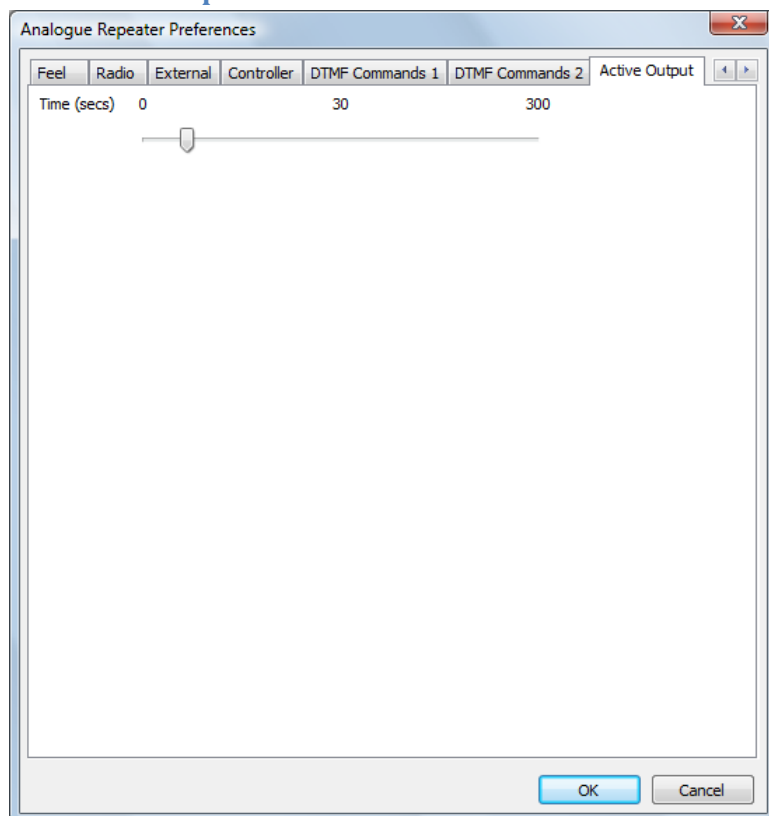 Analogue Repeater Preferences
Feel Radio External Controller DTMF Commands 1 DTMF Commands 2 Active Output
Time (secs) 0 30 300
OK Cancel